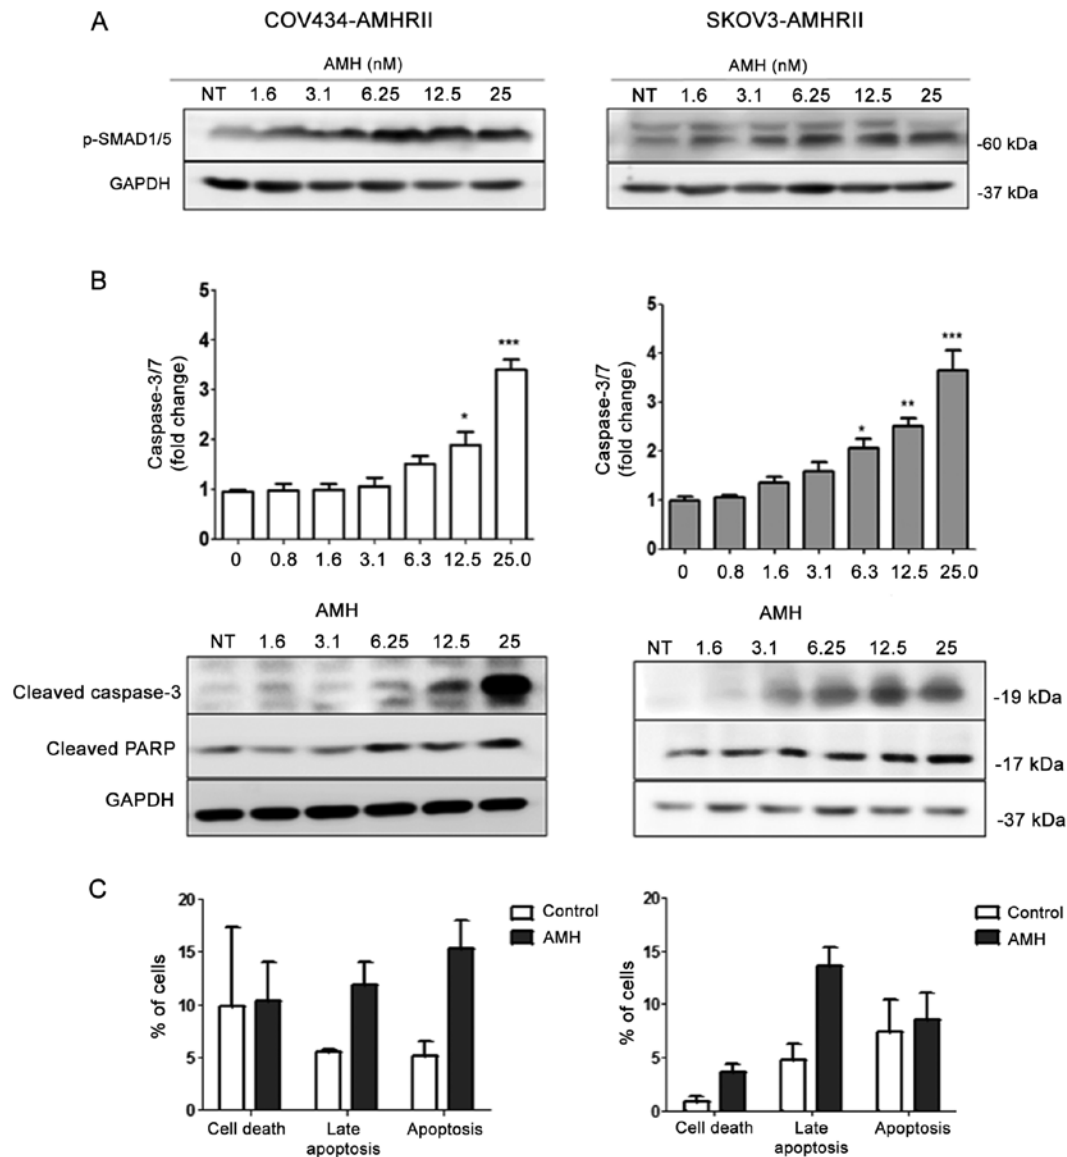 A
COV434-AMHRII
SKOV3-AMHRII
AMH (nM)
NT 1.6 3.1 6.25 12.5 25
p-SMAD1/5
GAPDH
AMH (nM)
NT 1.6 3.1 6.25 12.5 25
-60 kDa
-37 kDa
B
Caspase-3/7
(fold change)
5
4
3
2
1
0
*
***
0 0.8 1.6 3.1 6.3 12.5 25.0
Caspase-3/7
(fold change)
5
4
3
2
1
0
*
**
***
0 0.8 1.6 3.1 6.3 12.5 25.0
AMH
NT 1.6 3.1 6.25 12.5 25
Cleaved caspase-3
Cleaved PARP
GAPDH
AMH
NT 1.6 3.1 6.25 12.5 25
-19 kDa
-17 kDa
-37 kDa
C
% of cells
20
15
10
5
0
Control
AMH
Cell death
Late
apoptosis
Apoptosis
% of cells
20
15
10
5
0
Control
AMH
Cell death
Late
apoptosis
Apoptosis